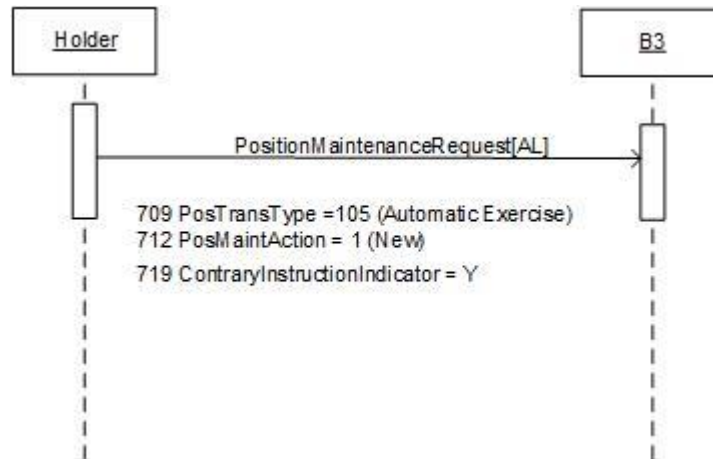 Holder
B3
PositionMaintenanceRequest[AL]
709 PosTransType =105 (Automatic Exercise)
712 PosMaintAction = 1 (New)
719 ContraryInstructionIndicator = Y